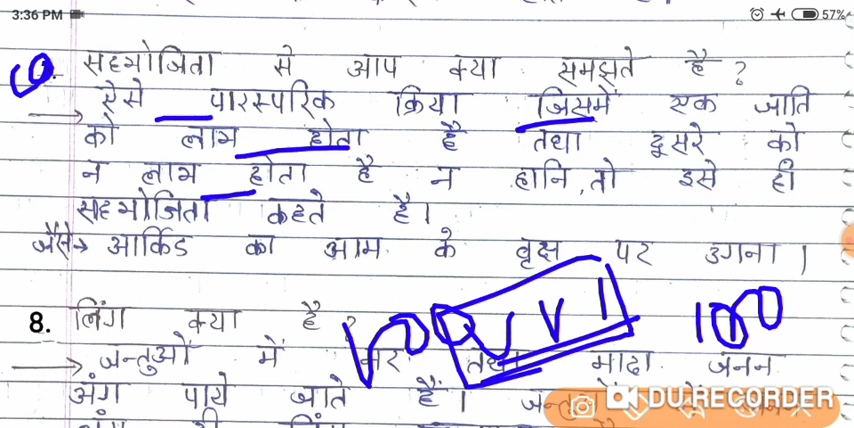 3:36 PM 57%
सहभोजिता से आप क्या समझते है ?
→ ऐसे पारस्परिक क्रिया जिसमें एक जाति
को लाभ होता है तथा दूसरे को
न लाभ होता है न हानि, तो इसे ही
सहभोजिता कहते है।
जैसे→ आर्किड का आम के वृक्ष पर उगना।
8. लिंग क्या है ?
→ जन्तुओं में नर तथा मादा जनन
अंग पाये जाते हैं।
DU RECORDER